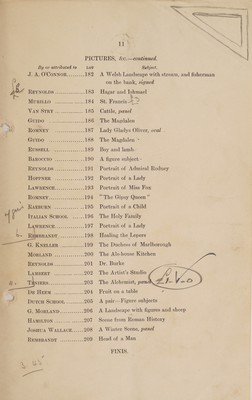 11
PICTURES, &c.—continued.
By or attributed to LOT Subject.
J. A. O'CONNOR 182 A Welsh Landscape with stream, and fisherman
on the bank, signed
REYNOLDS 183 Hagar and Ishmael
MURILLO 184 St. Francis
VAN STRY 185 Cattle, panel
GUIDO 186 The Magdalen
ROMNEY 187 Lady Gladys Oliver, oval
GUIDO 188 The Magdalen
RUSSELL 189 Boy and lamb
BAROCCIO 190 A figure subject
REYNOLDS 191 Portrait of Admiral Rodney
HOPPNER 192 Portrait of a Lady
LAWRENCE 193 Portrait of Miss Fox
ROMNEY 194 "The Gipsy Queen"
RAEBURN 195 Portrait of a Child
ITALIAN SCHOOL 196 The Holy Family
LAWRENCE 197 Portrait of a Lady
REMBRANDT 198 Healing the Lepers
G. KNELLER 199 The Duchess of Marlborough
MORLAND 200 The Ale-house Kitchen
REYNOLDS 201 Dr. Burke
LAMBERT 202 The Artist's Studio
TENIERS 203 The Alchemist, panel
DE HEEM 204 Fruit on a table
DUTCH SCHOOL 205 A pair—Figure subjects
G. MORLAND 206 A Landscape with figures and sheep
HAMILTON 207 Scene from Roman History
JOSHUA WALLACE 208 A Winter Scene, panel
REMBRANDT 209 Head of a Man
FINIS.